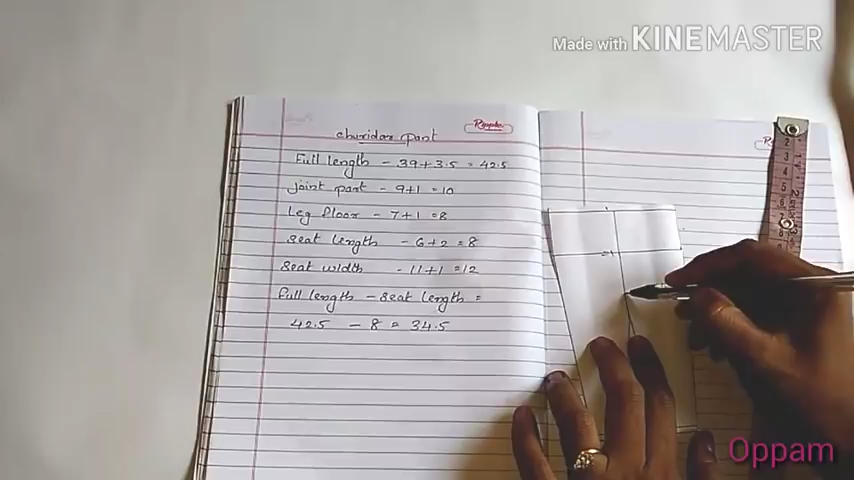 Made with KINEMASTER
Ripple
churidar pant
Full length - 39+3.5 = 42.5
joint part - 9+1 = 10
Leg floor - 7+1 = 8
seat length - 6+2 = 8
seat width - 11+1 = 12
full length - seat length =
42.5 - 8 = 34.5
Oppam